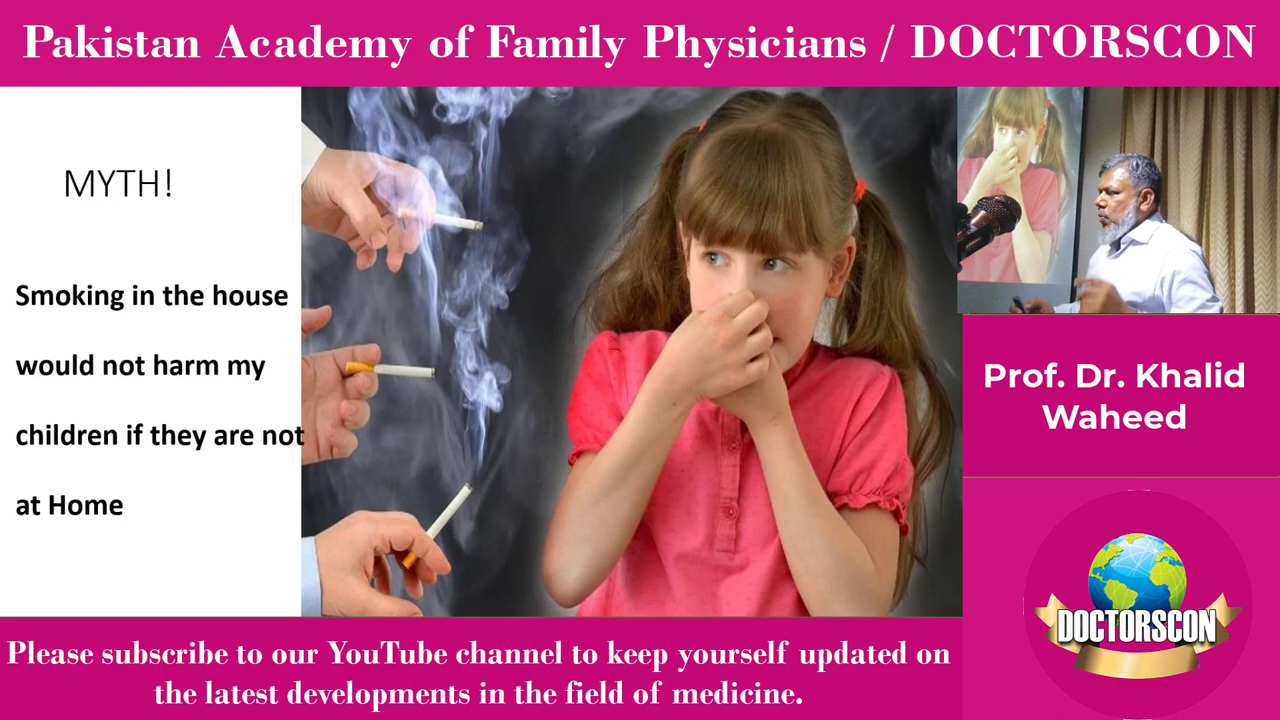 Pakistan Academy of Family Physicians / DOCTORSCON
MYTH!
Smoking in the house
would not harm my
children if they are not
at Home
Prof. Dr. Khalid
Waheed
DOCTORSCON
Please subscribe to our YouTube channel to keep yourself updated on
the latest developments in the field of medicine.